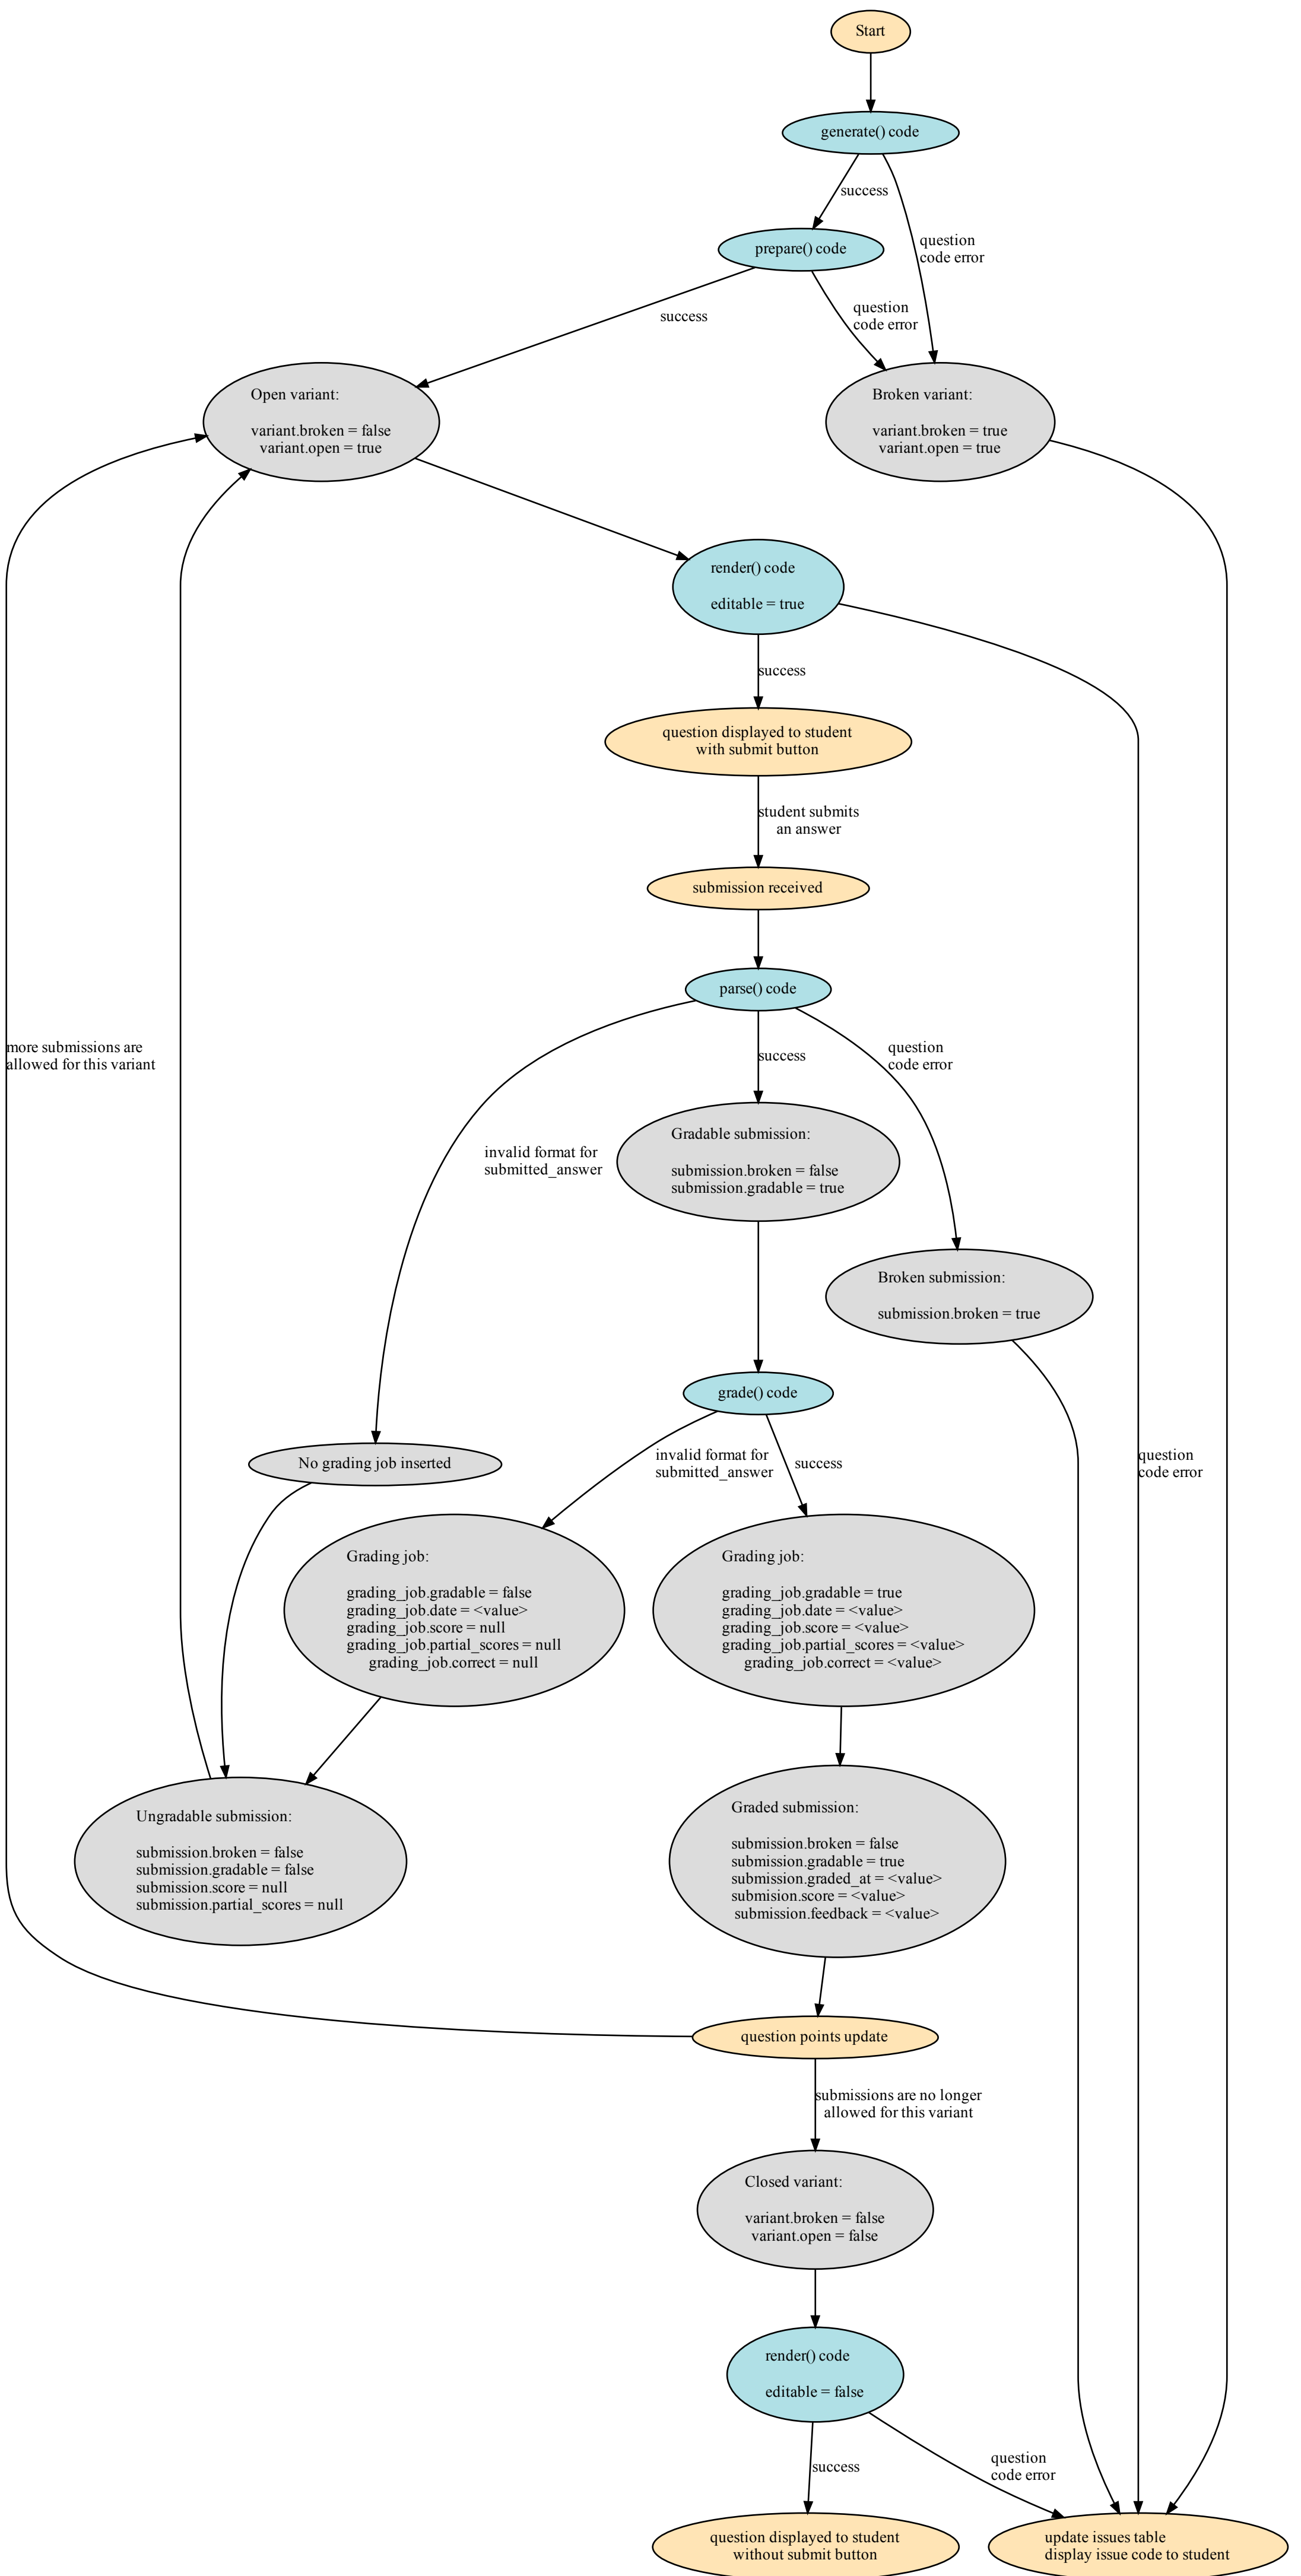 Start
generate() code
success
question
code error
prepare() code
success
question
code error
Open variant:
variant.broken = false
variant.open = true
Broken variant:
variant.broken = true
variant.open = true
render() code
editable = true
success
question displayed to student
with submit button
student submits
an answer
submission received
parse() code
more submissions are
allowed for this variant
success
question
code error
invalid format for
submitted_answer
Gradable submission:
submission.broken = false
submission.gradable = true
Broken submission:
submission.broken = true
grade() code
No grading job inserted
invalid format for
submitted_answer
success
question
code error
Grading job:
grading_job.gradable = false
grading_job.date = <value>
grading_job.score = null
grading_job.partial_scores = null
grading_job.correct = null
Grading job:
grading_job.gradable = true
grading_job.date = <value>
grading_job.score = <value>
grading_job.partial_scores = <value>
grading_job.correct = <value>
Ungradable submission:
submission.broken = false
submission.gradable = false
submission.score = null
submission.partial_scores = null
Graded submission:
submission.broken = false
submission.gradable = true
submission.graded_at = <value>
submision.score = <value>
submission.feedback = <value>
question points update
submissions are no longer
allowed for this variant
Closed variant:
variant.broken = false
variant.open = false
render() code
editable = false
success
question
code error
question displayed to student
without submit button
update issues table
display issue code to student